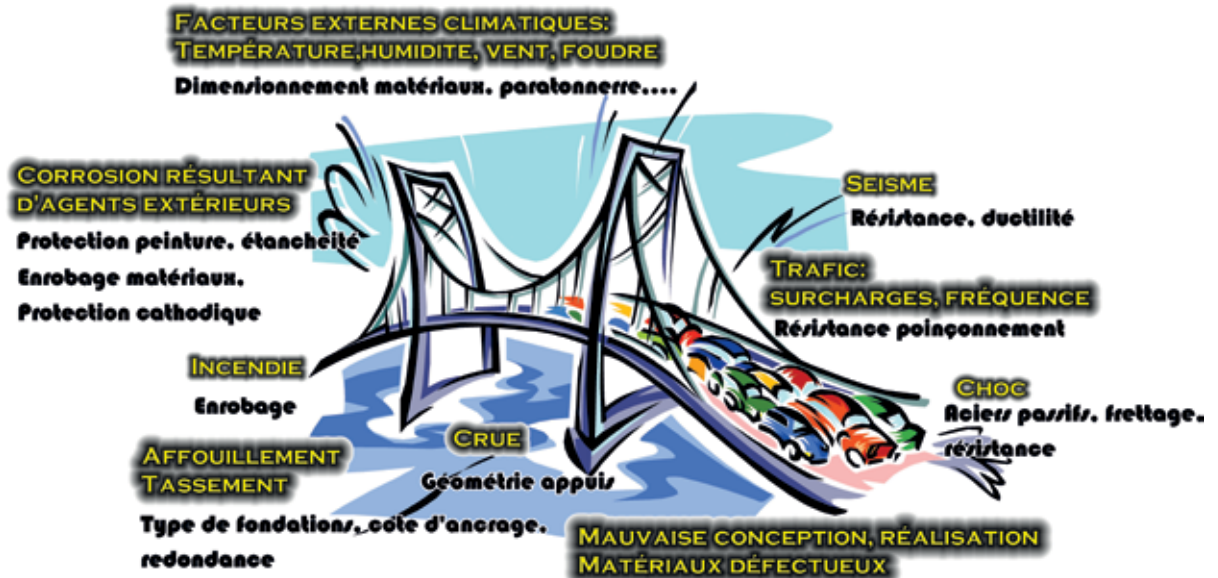 FACTEURS EXTERNES CLIMATIQUES:
TEMPÉRATURE,HUMIDITE, VENT, FOUDRE
Dimensionnement matériaux, paratonnerre,...
CORROSION RÉSULTANT
D'AGENTS EXTÉRIEURS
Protection peinture, étancheité
Enrobage matériaux,
Protection cathodique
SEISME
Résistance, ductilité
TRAFIC:
SURCHARGES, FRÉQUENCE
Résistance poinçonnement
INCENDIE
Enrobage
CHOC
Aciers passifs, frettage,
résistance
AFFOUILLEMENT
TASSEMENT
Type de fondations, côte d'ancrage,
redondance
CRUE
Géométrie appuis
MAUVAISE CONCEPTION, RÉALISATION
MATÉRIAUX DÉFECTUEUX